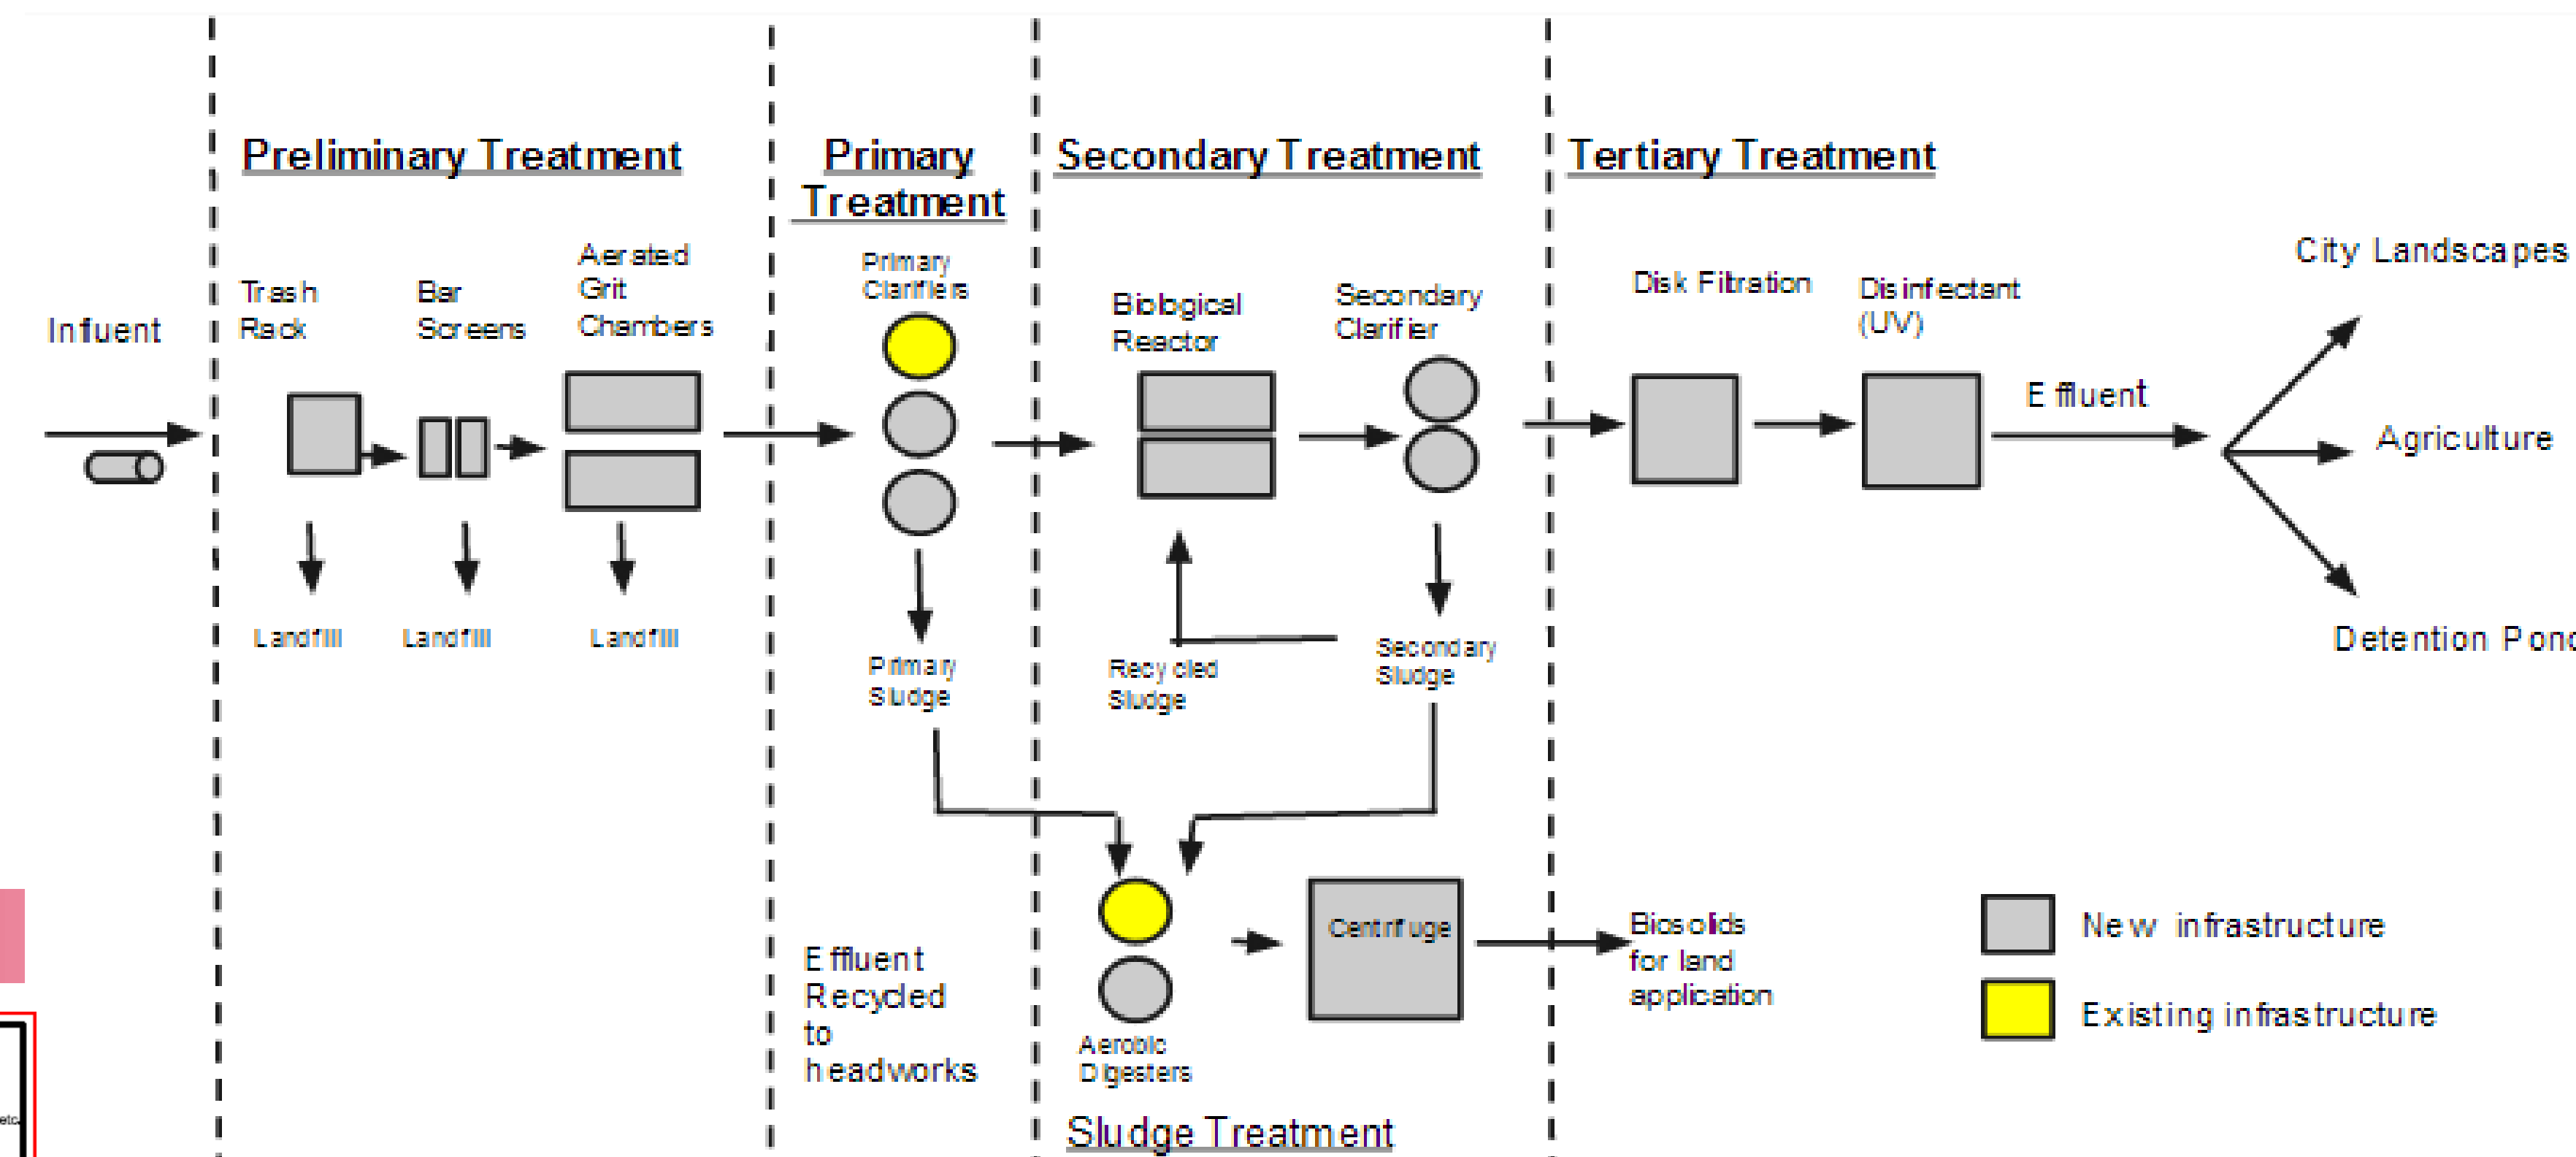 Preliminary Treatment
Primary
Treatment
Secondary Treatment
Tertiary Treatment
Influent
Trash
Rack
Bar
Screens
Aerated
Grit
Chambers
Primary
Clarifiers
Biological
Reactor
Secondary
Clarifier
Disk Filtration
Disinfectant
(UV)
Effluent
City Landscapes
Agriculture
Detention Pond
Landfill
Landfill
Landfill
Primary
Sludge
Recycled
Sludge
Secondary
Sludge
Effluent
Recycled
to
headworks
Aerobic
Digesters
Centrifuge
Biosolids
for land
application
New infrastructure
Existing infrastructure
Sludge Treatment
etc.